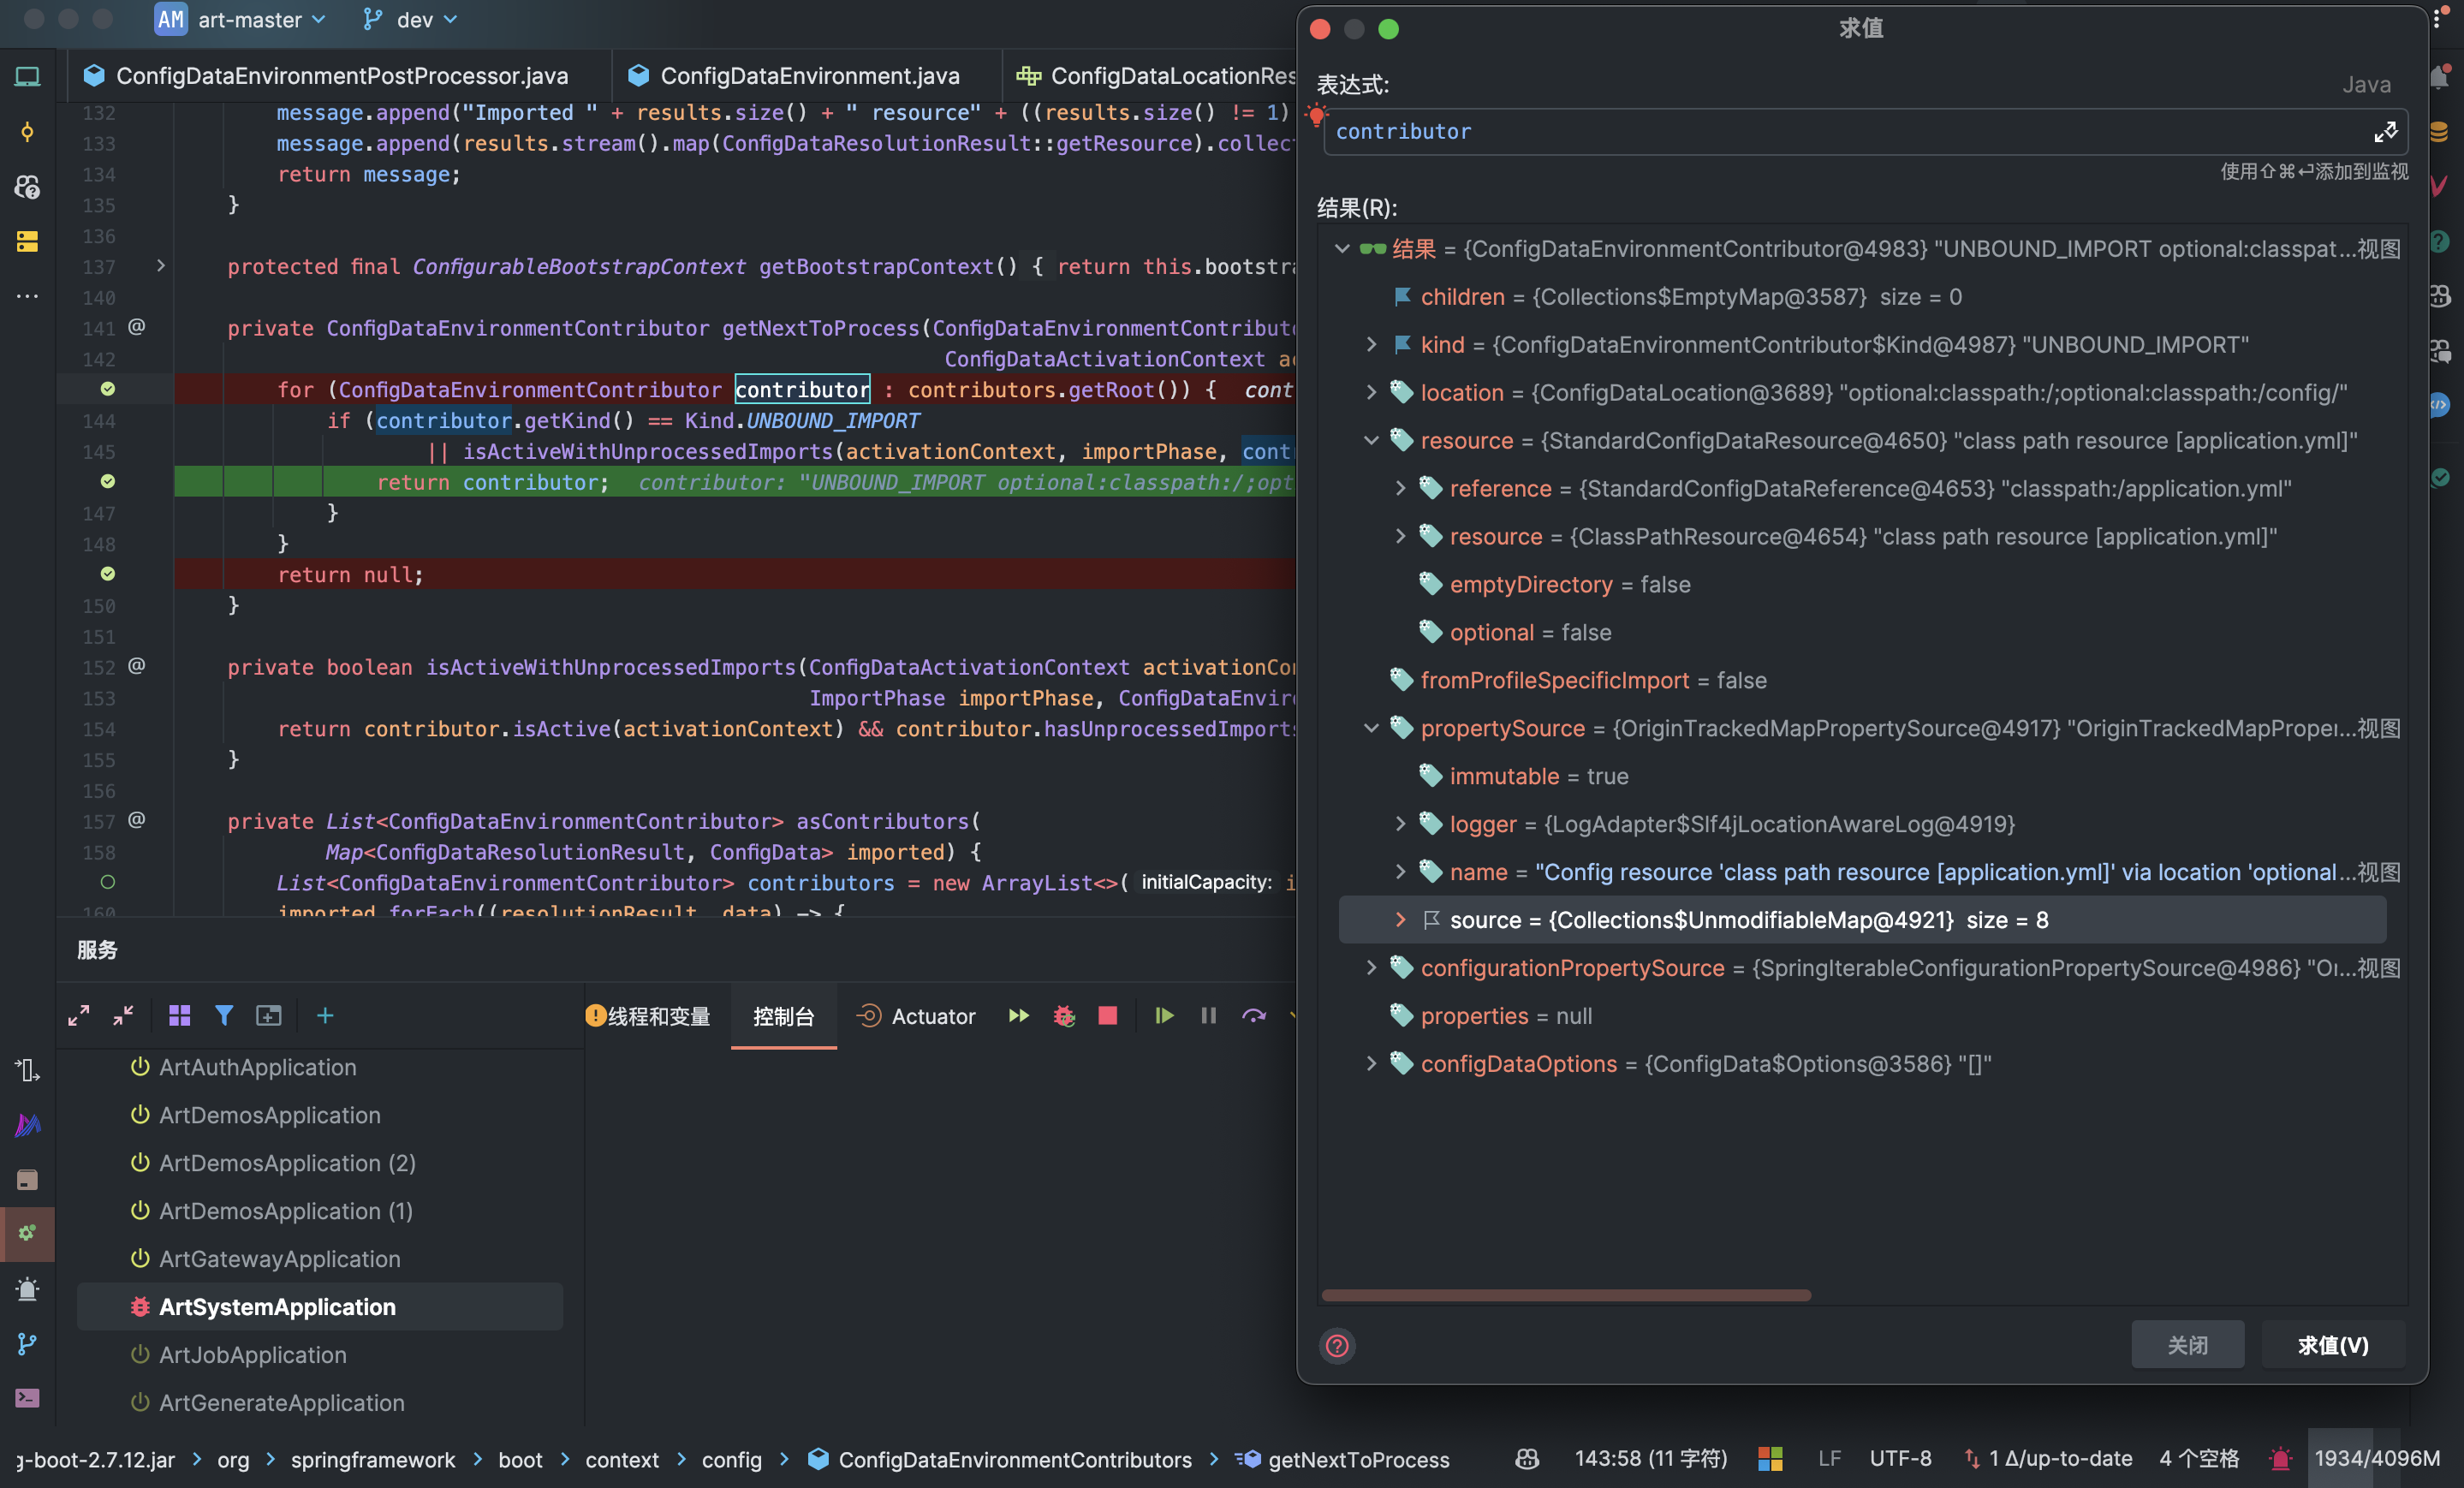 AM art-master dev
ConfigDataEnvironmentPostProcessor.java ConfigDataEnvironment.java ConfigDataLocationRes
132 message.append("Imported " + results.size() + " resource" + ((results.size() != 1)
133 message.append(results.stream().map(ConfigDataResolutionResult::getResource).collec
134 return message;
135 }
136
137 protected final ConfigurableBootstrapContext getBootstrapContext() { return this.bootstra
140
141 @ private ConfigDataEnvironmentContributor getNextToProcess(ConfigDataEnvironmentContributo
142 ConfigDataActivationContext ac
for (ConfigDataEnvironmentContributor contributor : contributors.getRoot()) { cont
144 if (contributor.getKind() == Kind.UNBOUND_IMPORT
145 || isActiveWithUnprocessedImports(activationContext, importPhase, cont
return contributor; contributor: "UNBOUND_IMPORT optional:classpath:/;opt
147 }
148 }
return null;
150 }
151
152 @ private boolean isActiveWithUnprocessedImports(ConfigDataActivationContext activationCon
153 ImportPhase importPhase, ConfigDataEnviro
154 return contributor.isActive(activationContext) && contributor.hasUnprocessedImports
155 }
156
157 @ private List<ConfigDataEnvironmentContributor> asContributors(
158 Map<ConfigDataResolutionResult, ConfigData> imported) {
List<ConfigDataEnvironmentContributor> contributors = new ArrayList<>( initialCapacity: i
160 imported.forEach((resolutionResult, data) -> {
服务
线程和变量 控制台 Actuator
ArtAuthApplication
ArtDemosApplication
ArtDemosApplication (2)
ArtDemosApplication (1)
ArtGatewayApplication
ArtSystemApplication
ArtJobApplication
ArtGenerateApplication
求值
表达式:
Java
contributor
使用⇧⌘↩添加到监视
结果(R):
结果 = {ConfigDataEnvironmentContributor@4983} "UNBOUND_IMPORT optional:classpat...视图
children = {Collections$EmptyMap@3587} size = 0
kind = {ConfigDataEnvironmentContributor$Kind@4987} "UNBOUND_IMPORT"
location = {ConfigDataLocation@3689} "optional:classpath:/;optional:classpath:/config/"
resource = {StandardConfigDataResource@4650} "class path resource [application.yml]"
reference = {StandardConfigDataReference@4653} "classpath:/application.yml"
resource = {ClassPathResource@4654} "class path resource [application.yml]"
emptyDirectory = false
optional = false
fromProfileSpecificImport = false
propertySource = {OriginTrackedMapPropertySource@4917} "OriginTrackedMapProper...视图
immutable = true
logger = {LogAdapter$Slf4jLocationAwareLog@4919}
name = "Config resource 'class path resource [application.yml]' via location 'optional...视图
source = {Collections$UnmodifiableMap@4921} size = 8
configurationPropertySource = {SpringIterableConfigurationPropertySource@4986} "Or...视图
properties = null
configDataOptions = {ConfigData$Options@3586} "[]"
关闭 求值(V)
g-boot-2.7.12.jar > org > springframework > boot > context > config > ConfigDataEnvironmentContributors > getNextToProcess 143:58 (11 字符) LF UTF-8 1 Δ/up-to-date 4 个空格 1934/4096M